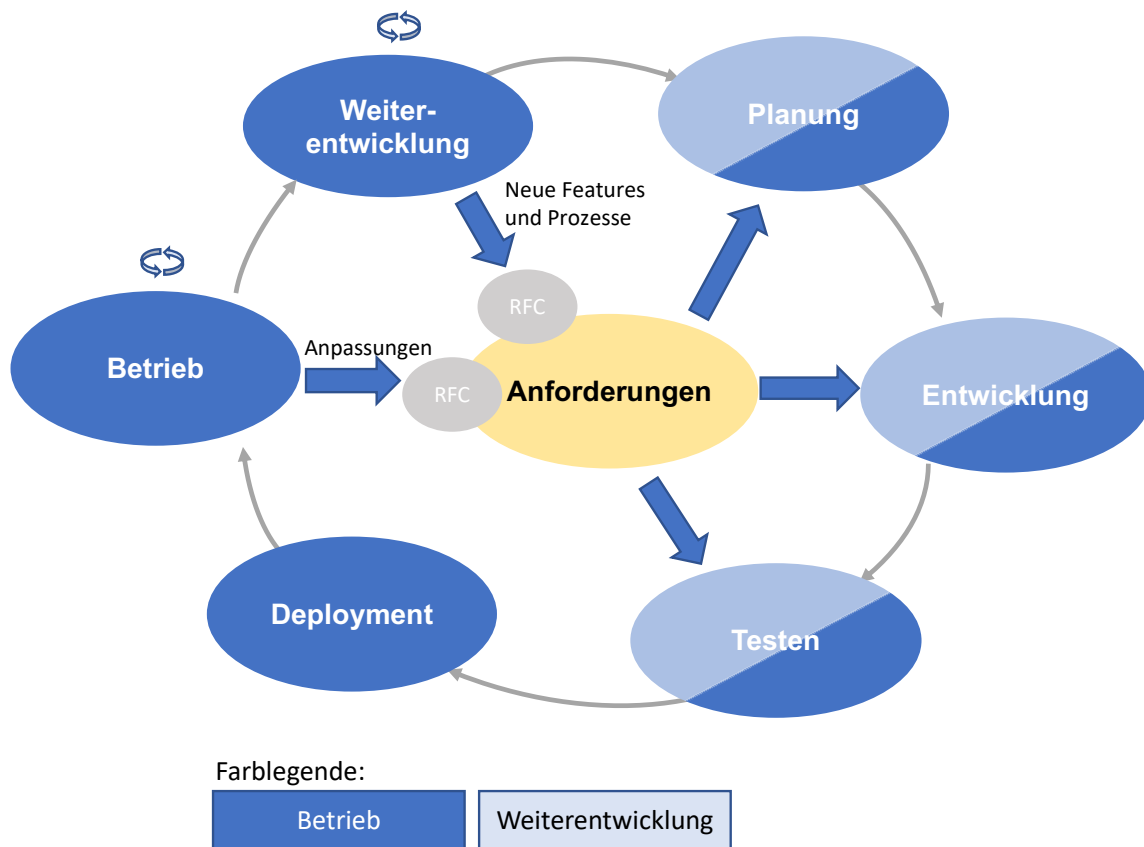 Weiter-
entwicklung
Planung
Neue Features
und Prozesse
RFC
Betrieb
Anpassungen
RFC
Anforderungen
Entwicklung
Deployment
Testen
Farblegende:
Betrieb
Weiterentwicklung